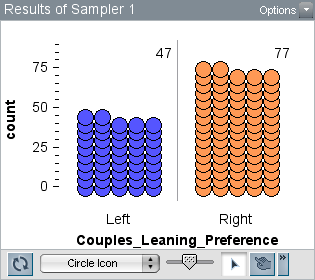 Results of Sampler 1 Options
47 77
75
50
25
0
count
Left Right
Couples_Leaning_Preference
Circle Icon
»